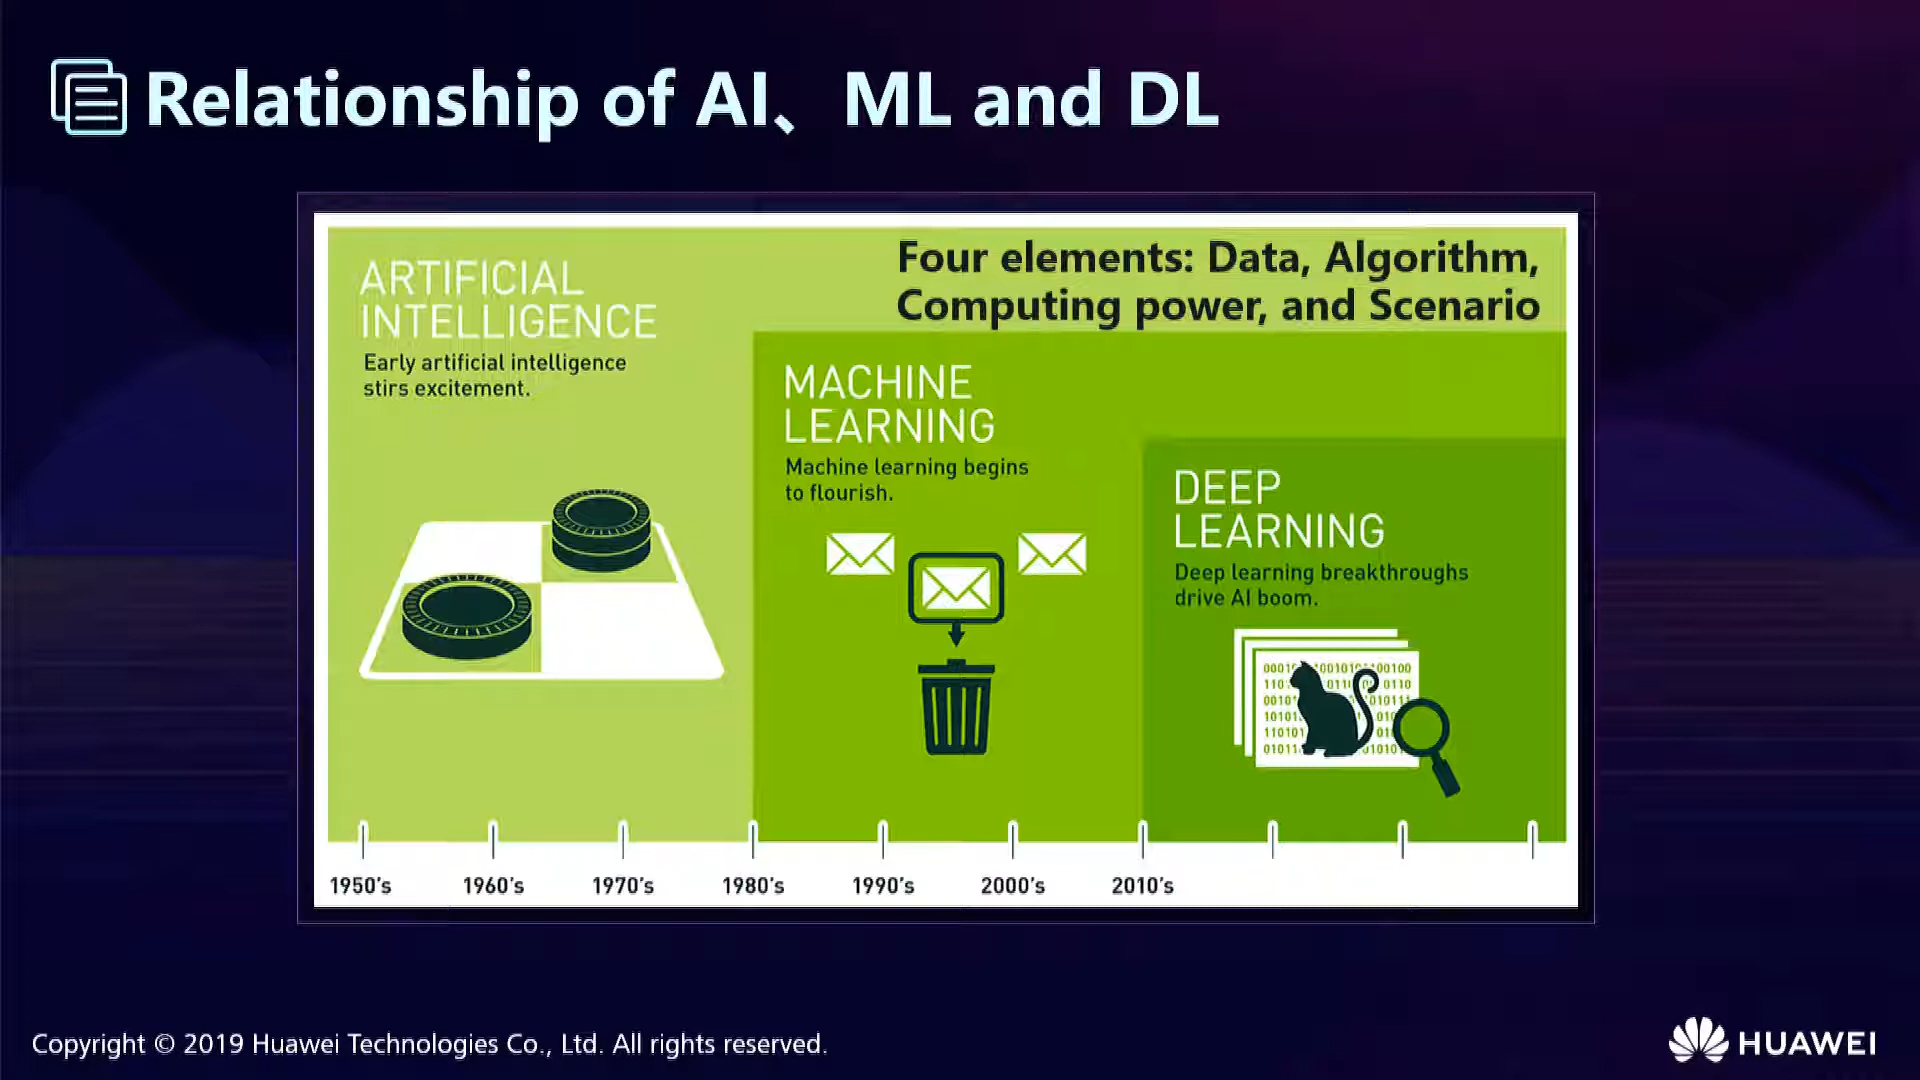 Relationship of AI、ML and DL
Four elements: Data, Algorithm,
Computing power, and Scenario
ARTIFICIAL
INTELLIGENCE
Early artificial intelligence
stirs excitement.
MACHINE
LEARNING
Machine learning begins
to flourish.
DEEP
LEARNING
Deep learning breakthroughs
drive AI boom.
1950's 1960's 1970's 1980's 1990's 2000's 2010's
Copyright © 2019 Huawei Technologies Co., Ltd. All rights reserved.
HUAWEI